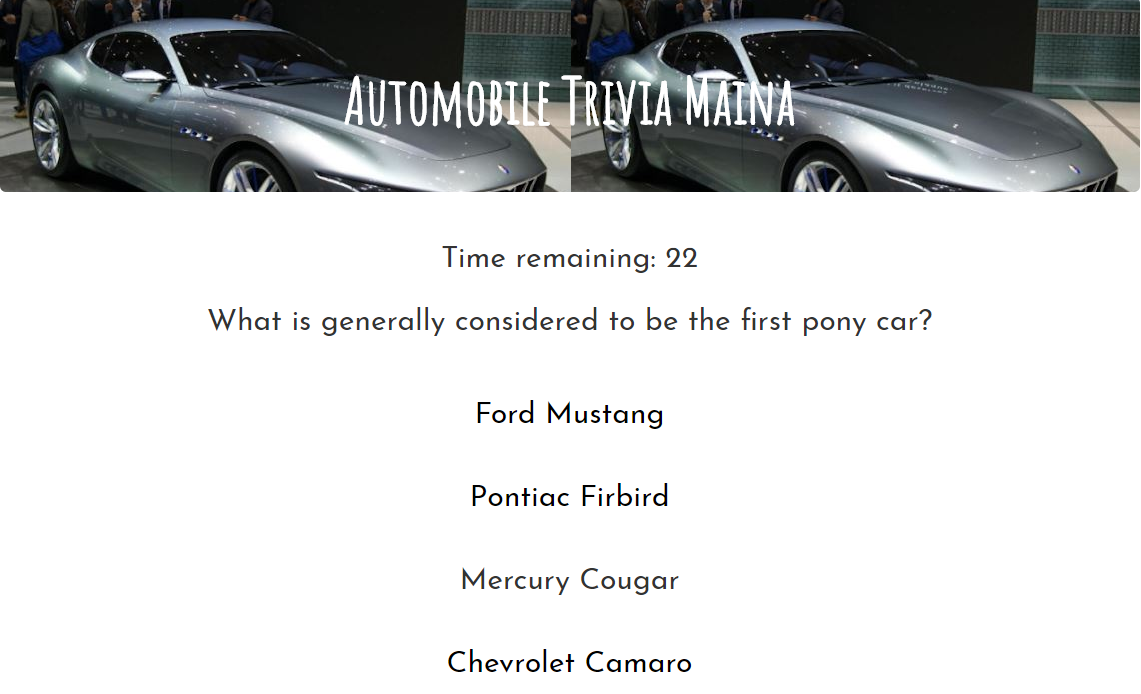 Automobile Trivia Maina
Time remaining: 22
What is generally considered to be the first pony car?
Ford Mustang
Pontiac Firbird
Mercury Cougar
Chevrolet Camaro